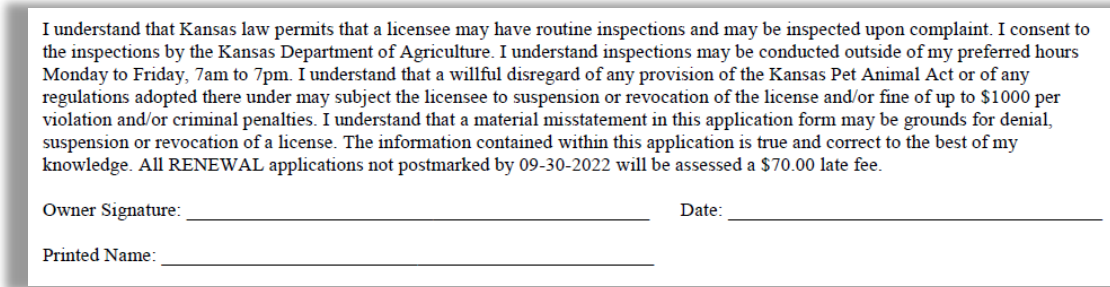 I understand that Kansas law permits that a licensee may have routine inspections and may be inspected upon complaint. I consent to
the inspections by the Kansas Department of Agriculture. I understand inspections may be conducted outside of my preferred hours
Monday to Friday, 7am to 7pm. I understand that a willful disregard of any provision of the Kansas Pet Animal Act or of any
regulations adopted there under may subject the licensee to suspension or revocation of the license and/or fine of up to $1000 per
violation and/or criminal penalties. I understand that a material misstatement in this application form may be grounds for denial,
suspension or revocation of a license. The information contained within this application is true and correct to the best of my
knowledge. All RENEWAL applications not postmarked by 09-30-2022 will be assessed a $70.00 late fee.
Owner Signature: ____________________ Date: ____________________
Printed Name: ____________________